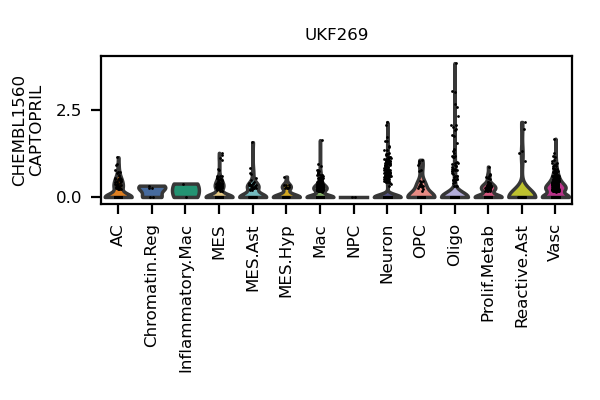 UKF269
CHEMBL1560
CAPTOPRIL
2.5
0.0
AC
Chromatin.Reg
Inflammatory.Mac
MES
MES.Ast
MES.Hyp
Mac
NPC
Neuron
OPC
Oligo
Prolif.Metab
Reactive.Ast
Vasc